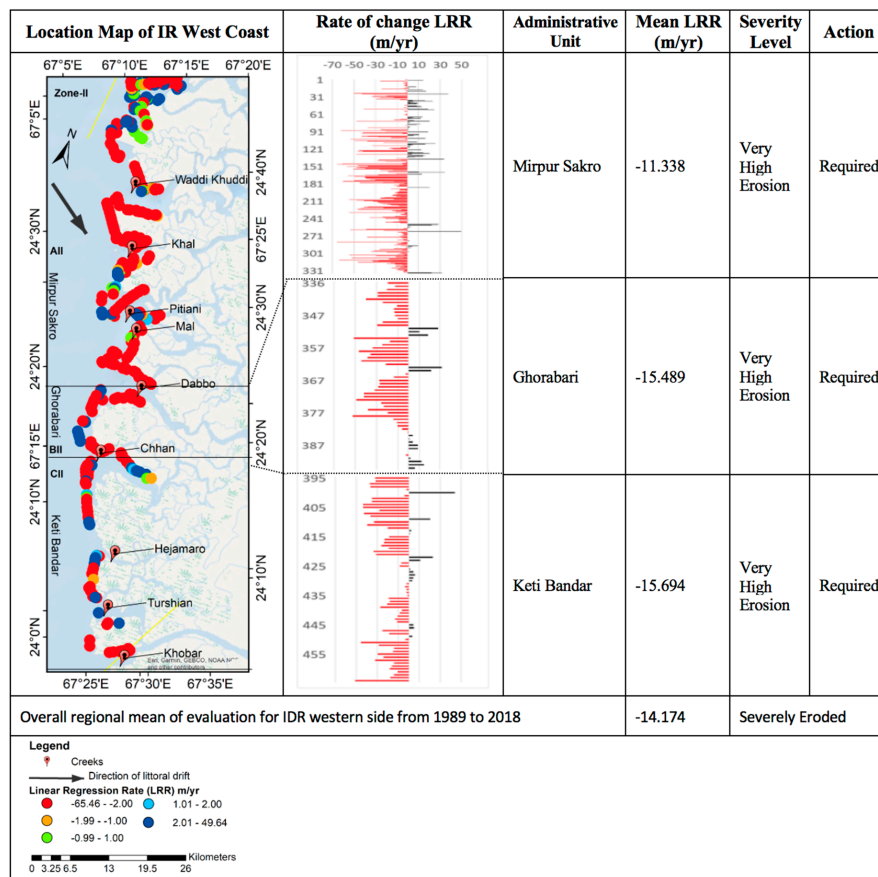 Location Map of IR West Coast
Rate of change LRR
(m/yr)
Administrative
Unit
Mean LRR
(m/yr)
Severity
Level
Action
67°5'E 67°10'E 67°20'E
Zone-II
67°5'E
N
24°40'N
Waddi Khuddi
24°30'N
67°25'E
Khal
AII
Mirpur Sakro
24°30'N
Pitiani
Mal
24°20'N
Dabbo
Ghorabari
24°20'N
67°15'E
Chhan
BII
CII
24°10'N
Keti Bandar
Hejamaro
24°10'N
Turshian
24°0'N
Khobar
Esri, Garmin, GEBCO, NOAA
and other contributors
67°25'E 67°30'E 67°35'E
-70 -50 -30 -10 10 30 50
1
31
61
91
121
151
181
211
241
271
301
331
336
347
357
367
377
387
395
405
415
425
435
445
455
Mirpur Sakro
-11.338
Very
High
Erosion
Required
Ghorabari
-15.489
Very
High
Erosion
Required
Keti Bandar
-15.694
Very
High
Erosion
Required
Overall regional mean of evaluation for IDR western side from 1989 to 2018 -14.174 Severely Eroded
Legend
Creeks
Direction of littoral drift
Linear Regression Rate (LRR) m/yr
-65.46 - -2.00 1.01 - 2.00
-1.99 - -1.00 2.01 - 49.64
-0.99 - 1.00
Kilometers
0 3.25 6.5 13 19.5 26